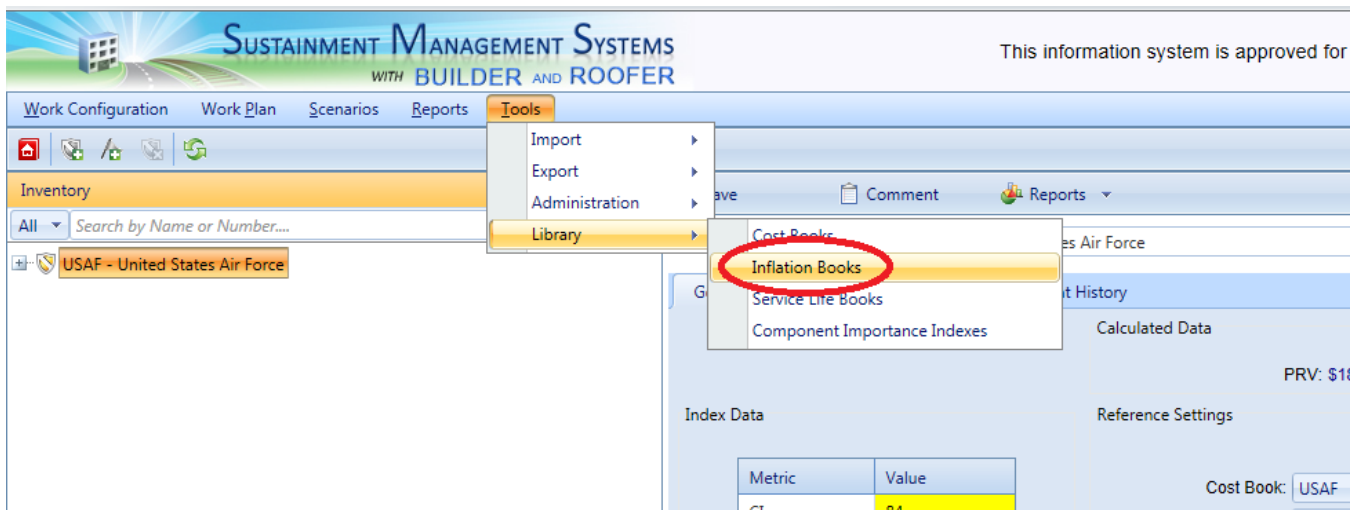 SUSTAINMENT MANAGEMENT SYSTEMS
WITH BUILDER AND ROOFER
This information system is approved for
Work Configuration Work Plan Scenarios Reports Tools
Import
Export
Administration
Library
Inventory
Comment Reports
All Search by Name or Number....
Cost Books
Inflation Books
Service Life Books
Component Importance Indexes
Air Force
USAF - United States Air Force
History
Calculated Data
PRV:
Index Data
Reference Settings
Metric Value
Cost Book: USAF